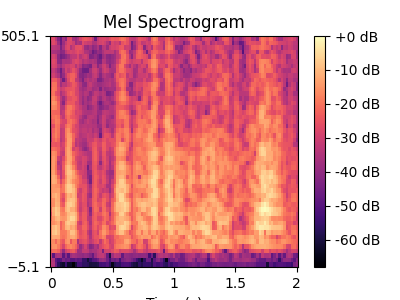 Mel Spectrogram
505.1
−5.1
0
0.5
1
1.5
2
+0 dB
-10 dB
-20 dB
-30 dB
-40 dB
-50 dB
-60 dB